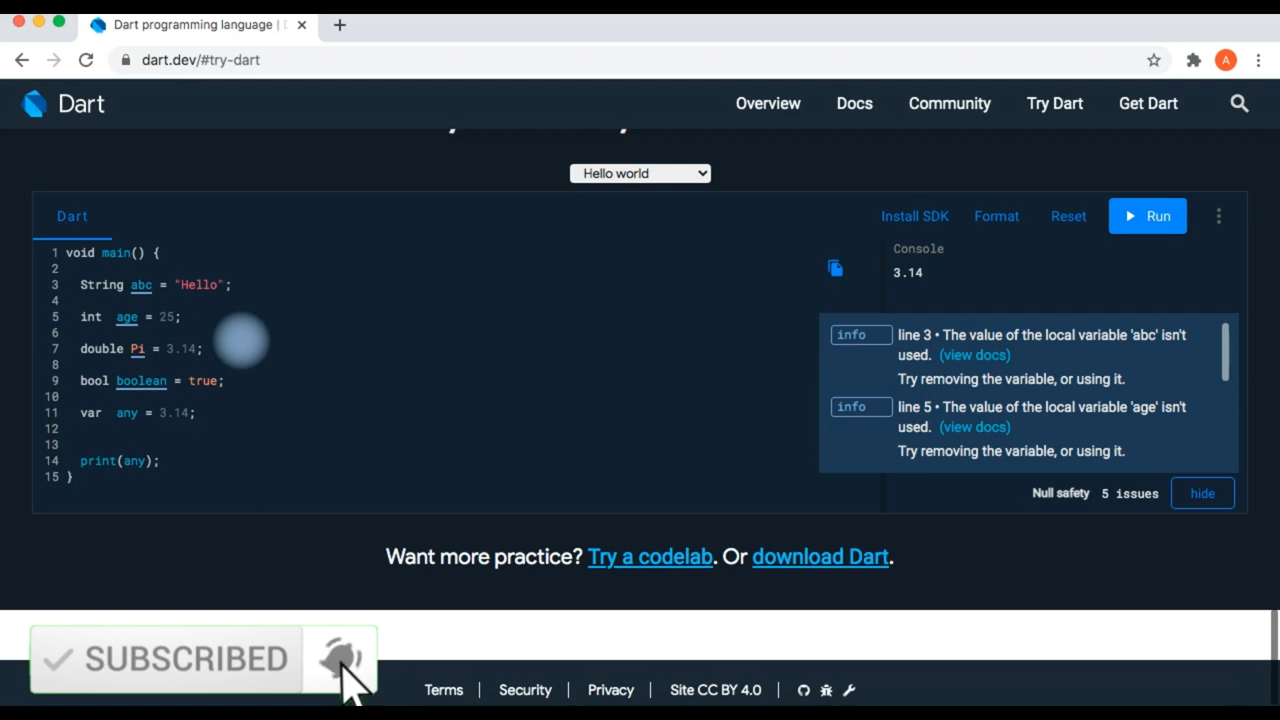 Dart programming language |
dart.dev/#try-dart
A
Dart
Overview
Docs
Community
Try Dart
Get Dart
Hello world
Dart
Install SDK
Format
Reset
Run
1 void main() {
2
3 String abc = "Hello";
4
5 int age = 25;
6
7 double Pi = 3.14;
8
9 bool boolean = true;
10
11 var any = 3.14;
12
13
14 print(any);
15 }
Console
3.14
info line 3 • The value of the local variable 'abc' isn't
used. (view docs)
Try removing the variable, or using it.
info line 5 • The value of the local variable 'age' isn't
used. (view docs)
Try removing the variable, or using it.
Null safety 5 issues hide
Want more practice? Try a codelab. Or download Dart.
SUBSCRIBED
Terms | Security | Privacy | Site CC BY 4.0 |